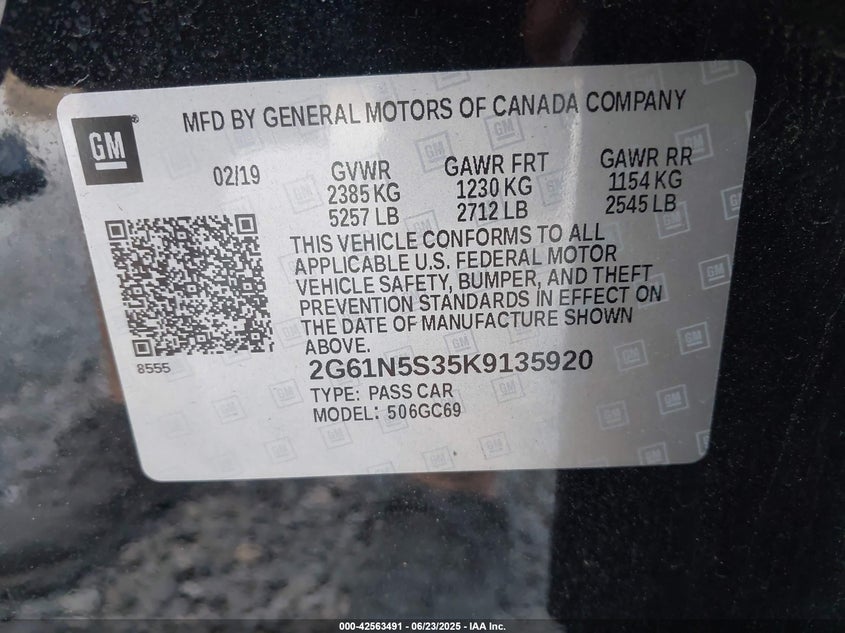 MFD BY GENERAL MOTORS OF CANADA COMPANY
GM
02/19
GVWR
2385 KG
5257 LB
GAWR FRT
1230 KG
2712 LB
GAWR RR
1154 KG
2545 LB
THIS VEHICLE CONFORMS TO ALL
APPLICABLE U.S. FEDERAL MOTOR
VEHICLE SAFETY, BUMPER, AND THEFT
PREVENTION STANDARDS IN EFFECT ON
THE DATE OF MANUFACTURE SHOWN
ABOVE.
8555
2G61N5S35K9135920
TYPE: PASS CAR
MODEL: 506GC69
000-42563491 - 06/23/2025 - IAA Inc.